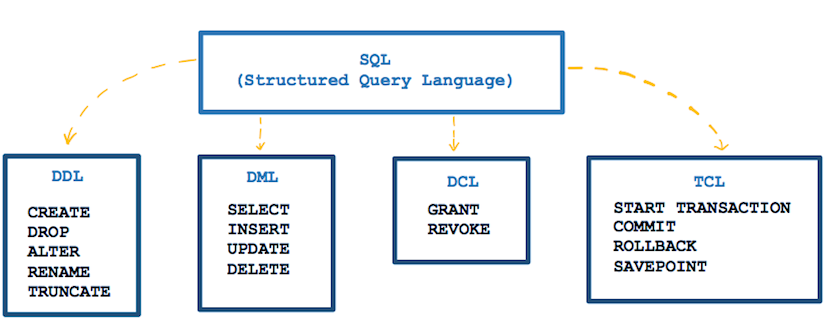 SQL
(Structured Query Language)
DDL
CREATE
DROP
ALTER
RENAME
TRUNCATE
DML
SELECT
INSERT
UPDATE
DELETE
DCL
GRANT
REVOKE
TCL
START TRANSACTION
COMMIT
ROLLBACK
SAVEPOINT